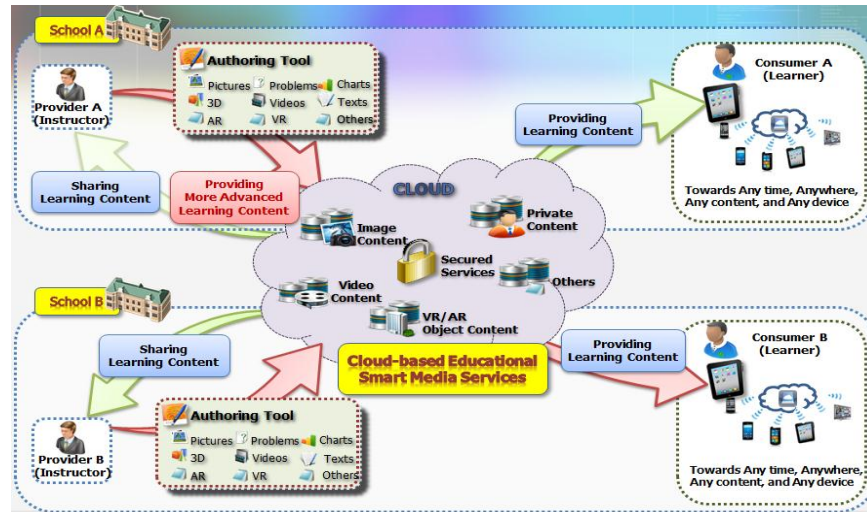 School A
Authoring Tool
Pictures
Problems
Charts
3D
Videos
Texts
AR
VR
Others
Provider A
(Instructor)
Consumer A
(Learner)
Providing
Learning Content
Towards Any time, Anywhere,
Any content, and Any device
Sharing
Learning Content
Providing
More Advanced
Learning Content
CLOUD
Image
Content
Private
Content
Secured
Services
Video
Content
Others
VR/AR
Object Content
Cloud-based Educational
Smart Media Services
School B
Sharing
Learning Content
Providing
Learning Content
Consumer B
(Learner)
Authoring Tool
Pictures
Problems
Charts
3D
Videos
Texts
AR
VR
Others
Provider B
(Instructor)
Towards Any time, Anywhere,
Any content, and Any device